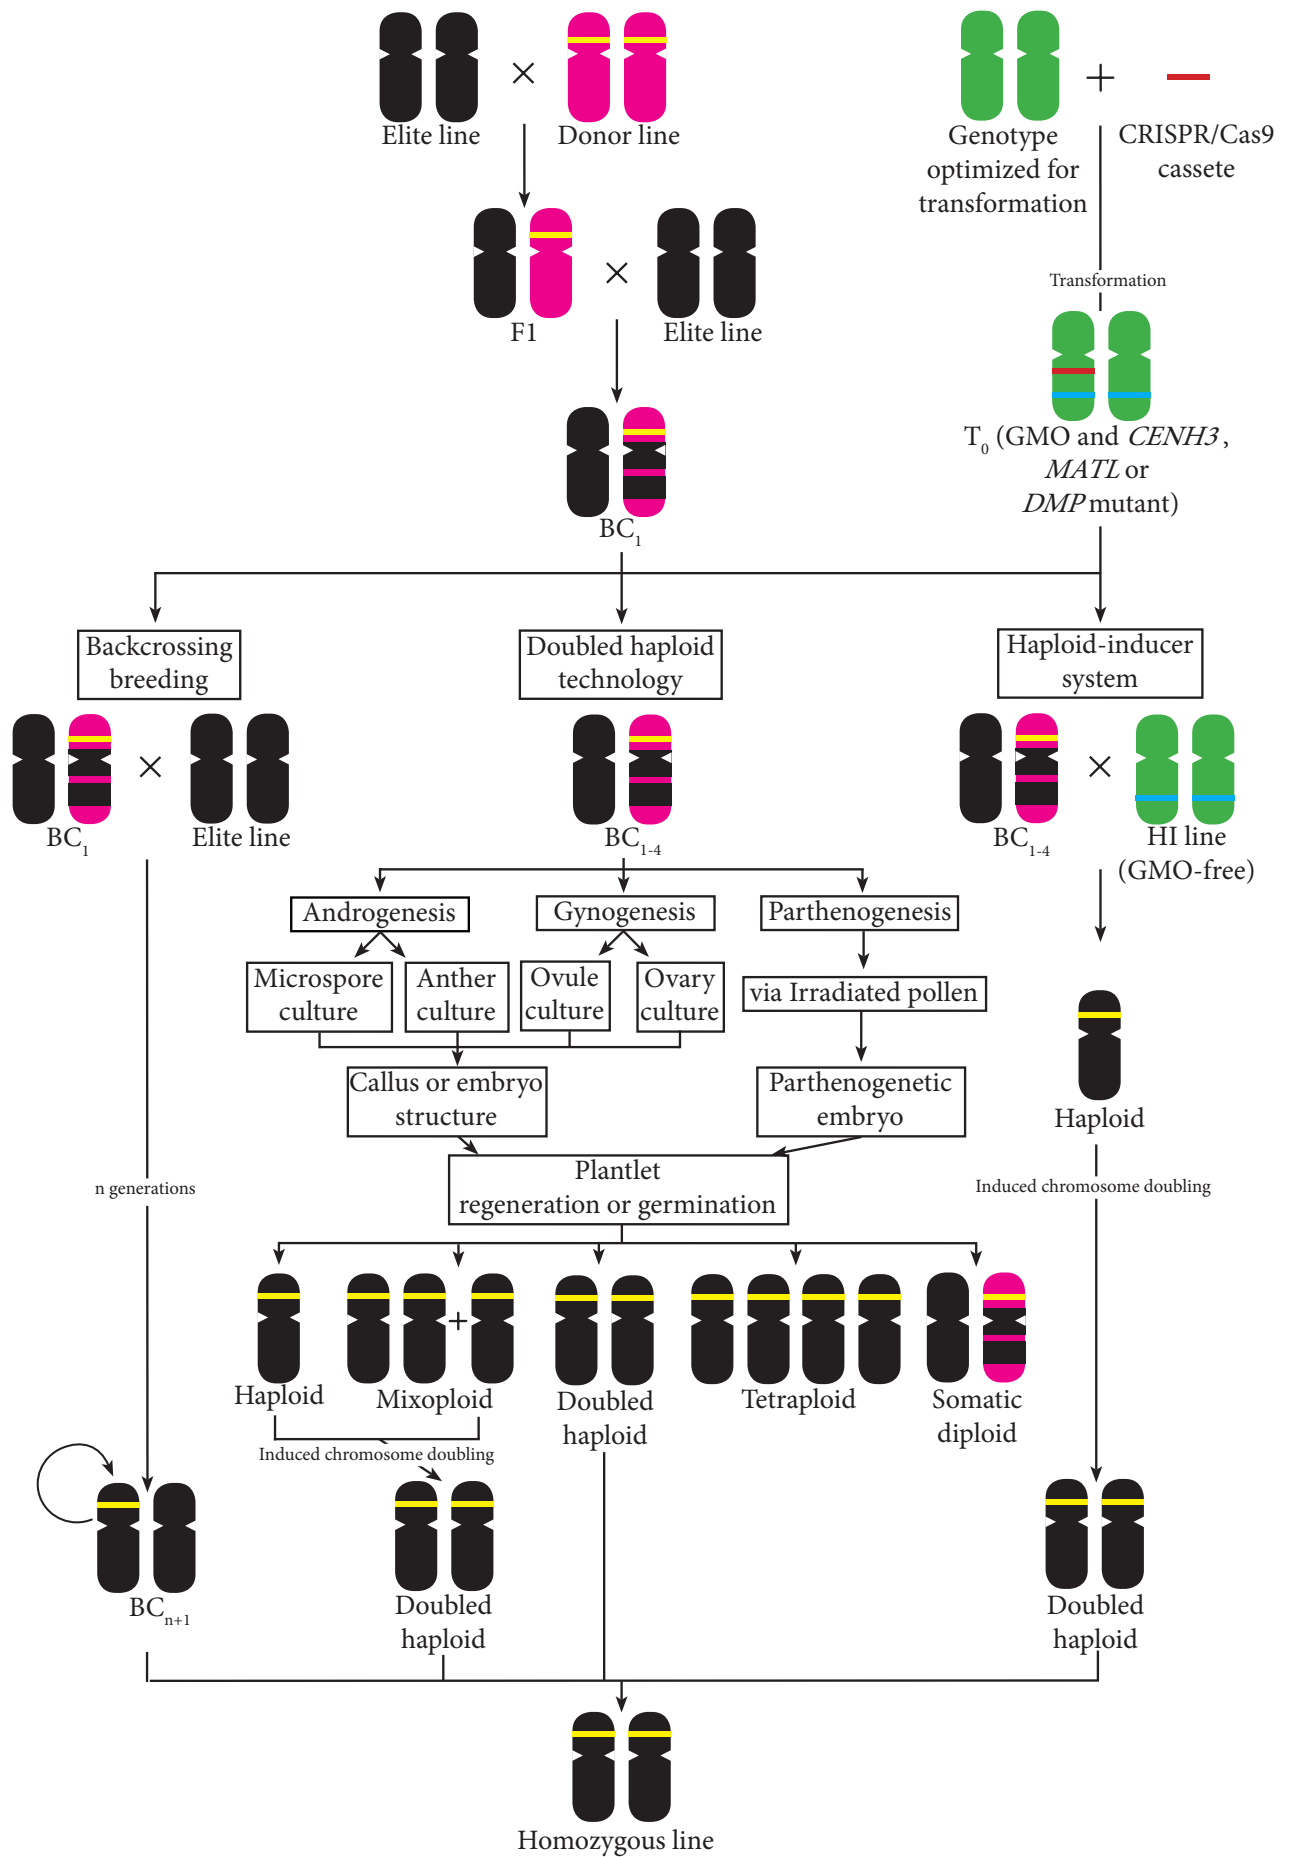 Elite line
Donor line
Genotype
optimized for
transformation
CRISPR/Cas9
cassete
Transformation
F1
Elite line
T0 (GMO and CENH3,
MATL or
DMP mutant)
BC1
Backcrossing
breeding
Doubled haploid
technology
Haploid-inducer
system
BC1
Elite line
BC1-4
BC1-4
HI line
(GMO-free)
Androgenesis
Gynogenesis
Parthenogenesis
Microspore
culture
Anther
culture
Ovule
culture
Ovary
culture
via Irradiated pollen
Callus or embryo
structure
Parthenogenetic
embryo
Haploid
Plantlet
regeneration or germination
n generations
Induced chromosome doubling
Haploid
Mixoploid
Doubled
haploid
Tetraploid
Somatic
diploid
Induced chromosome doubling
BCn+1
Doubled
haploid
Doubled
haploid
Homozygous line